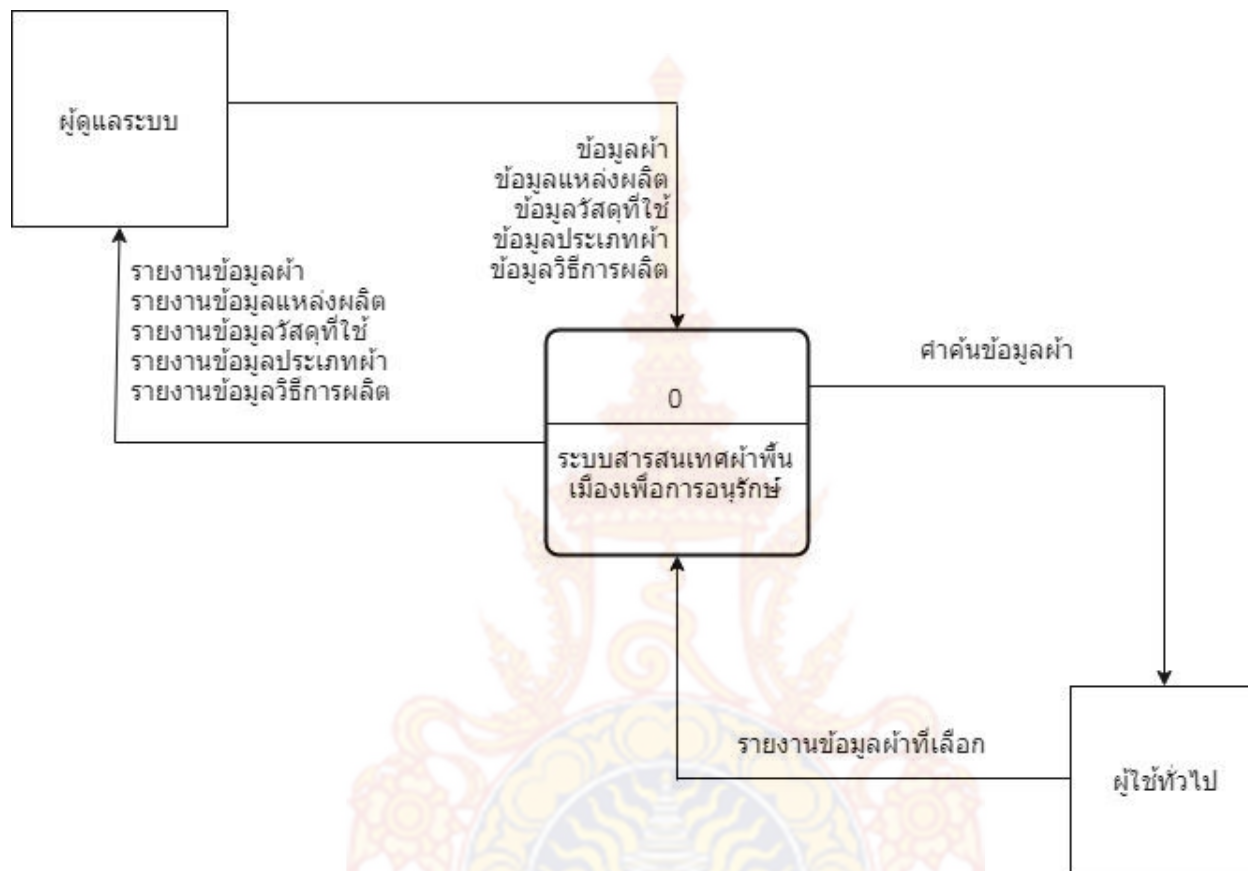 ผู้ดูแลระบบ
ข้อมูลผ้า
ข้อมูลแหล่งผลิต
ข้อมูลวัสดุที่ใช้
ข้อมูลประเภทผ้า
ข้อมูลวิธีการผลิต
รายงานข้อมูลผ้า
รายงานข้อมูลแหล่งผลิต
รายงานข้อมูลวัสดุที่ใช้
รายงานข้อมูลประเภทผ้า
รายงานข้อมูลวิธีการผลิต
คำค้นข้อมูลผ้า
0
ระบบสารสนเทศผ้าพื้น
เมืองเพื่อการอนุรักษ์
รายงานข้อมูลผ้าที่เลือก
ผู้ใช้ทั่วไป